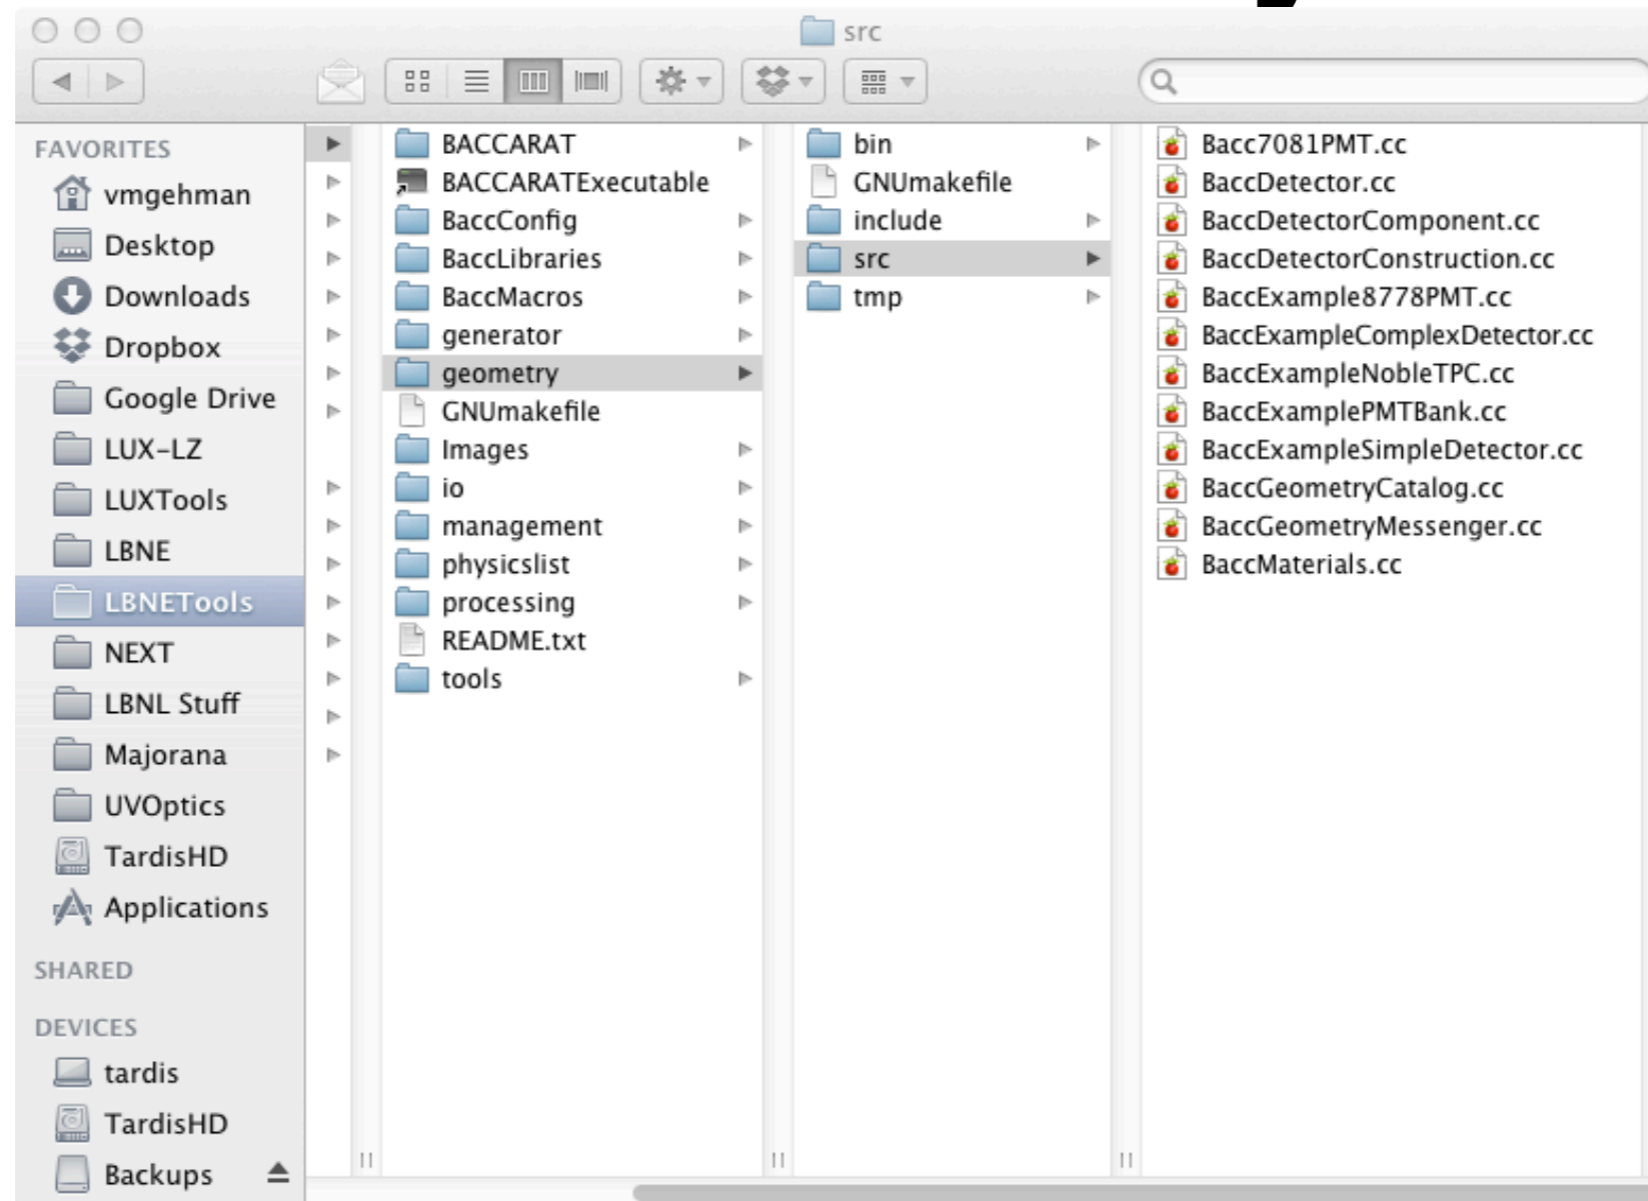 src
FAVORITES
vmgehman
Desktop
Downloads
Dropbox
Google Drive
LUX-LZ
LUXTools
LBNE
LBNETools
NEXT
LBNL Stuff
Majorana
UVOptics
TardisHD
Applications
SHARED
DEVICES
tardis
TardisHD
Backups
BACCARAT
BACCARATExecutable
BaccConfig
BaccLibraries
BaccMacros
generator
geometry
GNUmakefile
Images
io
management
physicslist
processing
README.txt
tools
bin
GNUmakefile
include
src
tmp
Bacc7081PMT.cc
BaccDetector.cc
BaccDetectorComponent.cc
BaccDetectorConstruction.cc
BaccExample8778PMT.cc
BaccExampleComplexDetector.cc
BaccExampleNobleTPC.cc
BaccExamplePMTBank.cc
BaccExampleSimpleDetector.cc
BaccGeometryCatalog.cc
BaccGeometryMessenger.cc
BaccMaterials.cc